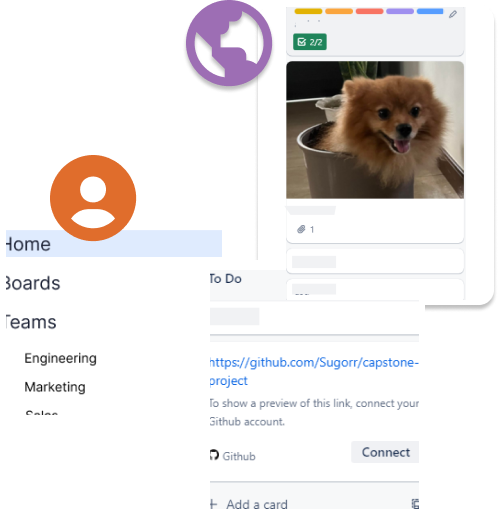 2/2
1
Home
Boards
Teams
Engineering
Marketing
Sales
To Do
https://github.com/Sugorr/capstone-
project
To show a preview of this link, connect your
Github account.
Github
Connect
+ Add a card